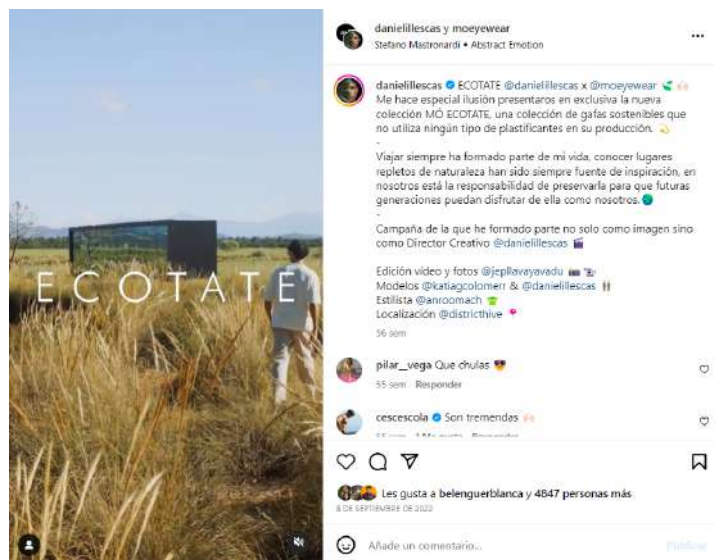 danielillescas y moeyewear
Stefano Mastronardi • Abstract Emotion
danielillescas ECOTATE @danielillescas x @moeyewear
Me hace especial ilusión presentaros en exclusiva la nueva
colección MÓ ECOTATE, una colección de gafas sostenibles que
no utiliza ningún tipo de plastificantes en su producción.
-
Viajar siempre ha formado parte de mi vida, conocer lugares
repletos de naturaleza han sido siempre fuente de inspiración, en
nosotros está la responsabilidad de preservarla para que futuras
generaciones puedan disfrutar de ella como nosotros.
-
Campaña de la que he formado parte no solo como imagen sino
como Director Creativo @danielillescas
Edición vídeo y fotos @jepllavayavadu
Modelos @katiagcolomerr & @danielillescas
Estilista @anroomach
Localización @districthive
56 sem
pilar__vega Que chulas
55 sem Responder
cescescola Son tremendas
ECOTATE
Les gusta a belenguerblanca y 4847 personas más
8 DE SEPTIEMBRE DE 2022
Añade un comentario...
Publicar